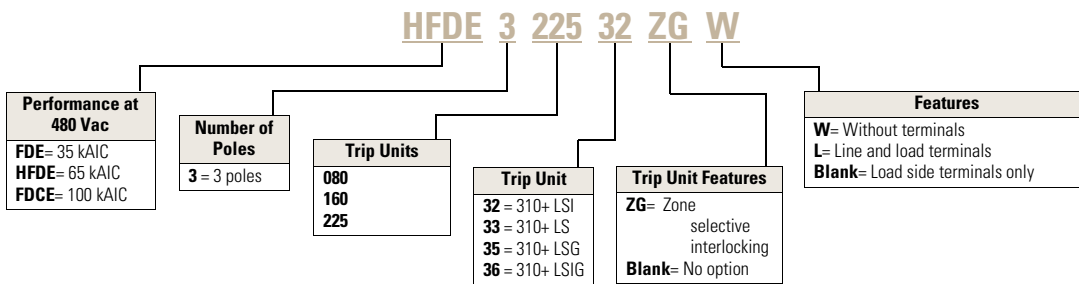 HFDE 3 225 32 ZG W
Performance at
480 Vac
FDE= 35 kAIC
HFDE= 65 kAIC
FDCE= 100 kAIC
Number of
Poles
3 = 3 poles
Trip Units
080
160
225
Trip Unit
32 = 310+ LSI
33 = 310+ LS
35 = 310+ LSG
36 = 310+ LSIG
Trip Unit Features
ZG= Zone
selective
interlocking
Blank= No option
Features
W= Without terminals
L= Line and load terminals
Blank= Load side terminals only